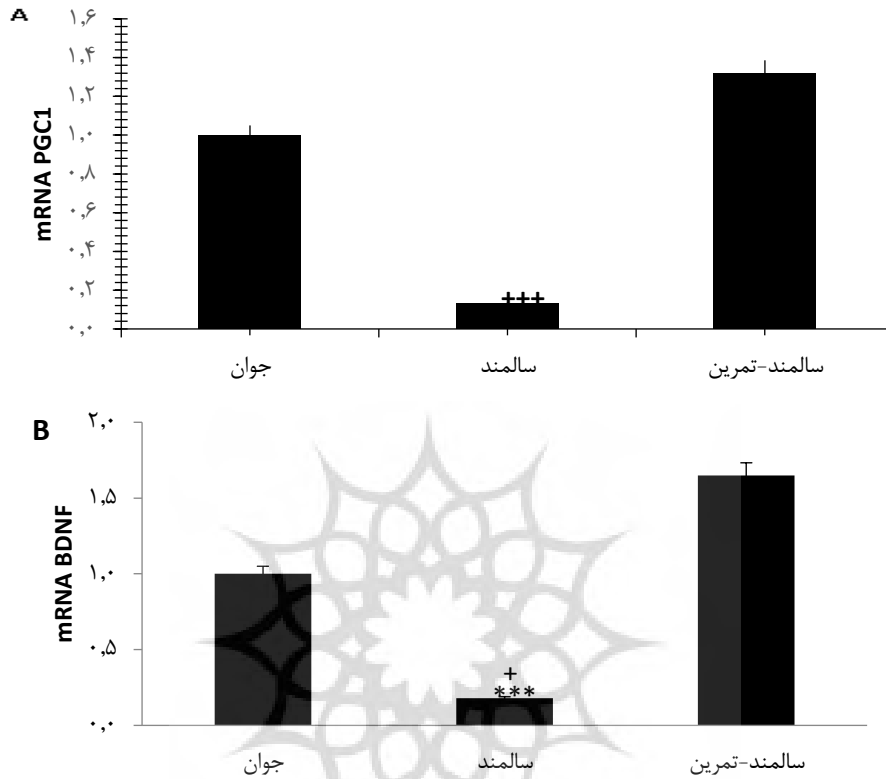 A
mRNA PGC1
۱,۶
۱,۴
۱,۲
۱,۰
۰,۸
۰,۶
۰,۴
۰,۲
۰,۰
+++
جوان
سالمند
سالمند-تمرین
B
mRNA BDNF
۲,۰
۱,۵
۱,۰
۰,۵
۰,۰
+
***
جوان
سالمند
سالمند-تمرین